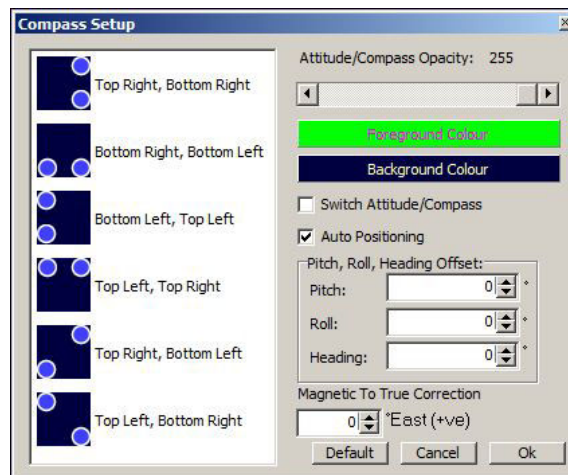 Compass Setup
Top Right, Bottom Right
Bottom Right, Bottom Left
Bottom Left, Top Left
Top Left, Top Right
Top Right, Bottom Left
Top Left, Bottom Right
Attitude/Compass Opacity: 255
Foreground Colour
Background Colour
Switch Attitude/Compass
Auto Positioning
Pitch, Roll, Heading Offset:
Pitch: 0 °
Roll: 0 °
Heading: 0 °
Magnetic To True Correction
0 °East (+ve)
Default Cancel Ok